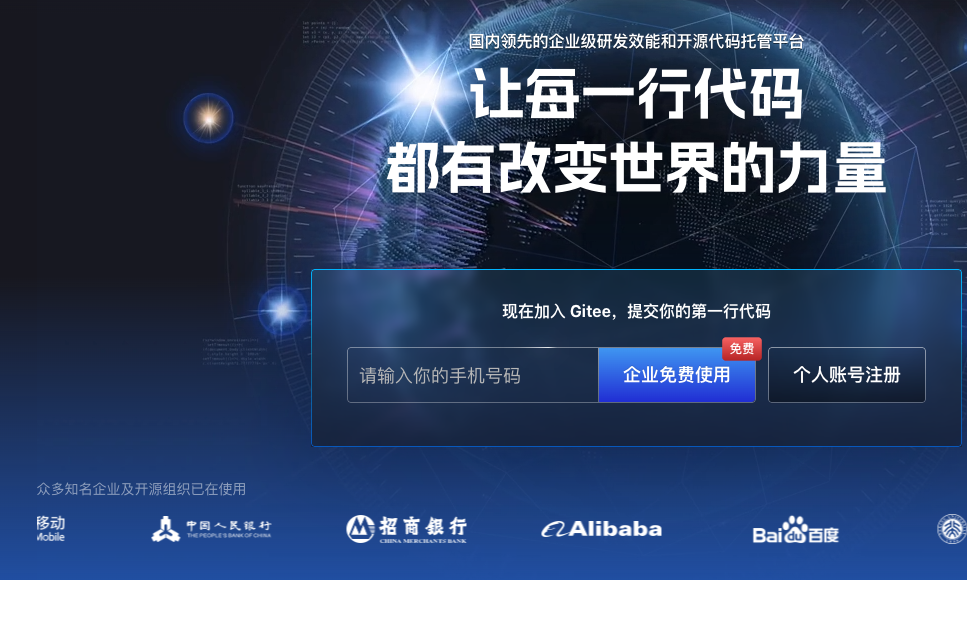 国内领先的企业级研发效能和开源代码托管平台
让每一行代码
都有改变世界的力量
现在加入 Gitee，提交你的第一行代码
免费
请输入你的手机号码
企业免费使用
个人账号注册
众多知名企业及开源组织已在使用
移动
Mobile
中国人民银行
THE PEOPLE'S BANK OF CHINA
招商银行
CHINA MERCHANTS BANK
Alibaba
Bai du 百度